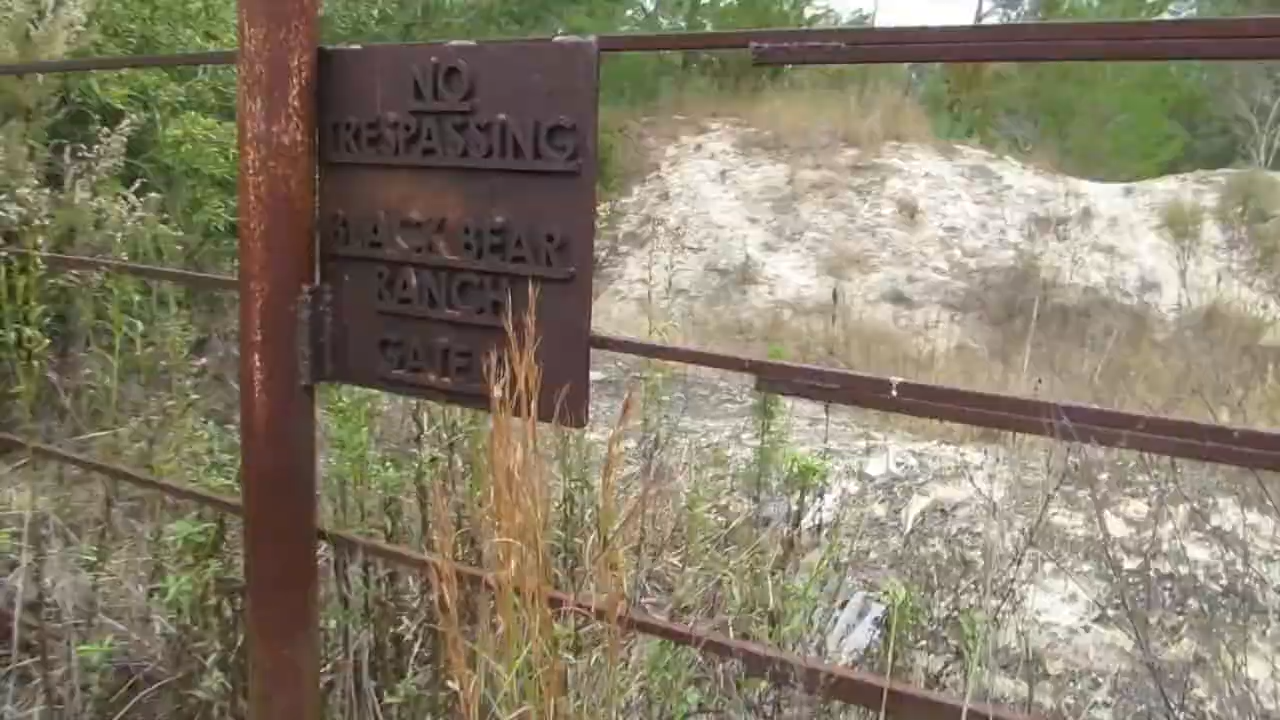 NO
TRESPASSING
BLACK BEAR
RANCH
GATE